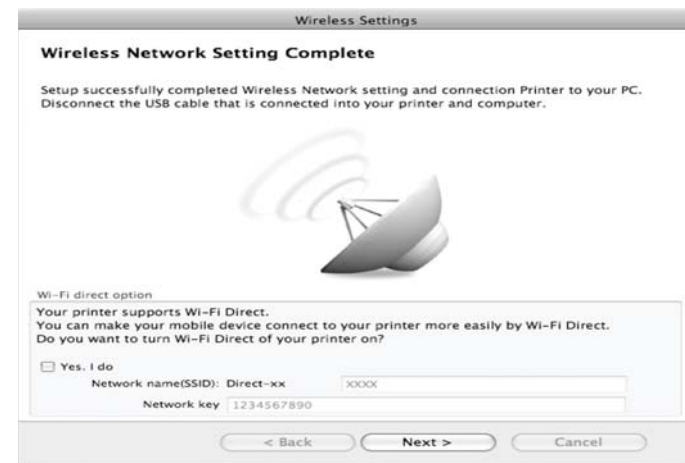 Wireless Settings
Wireless Network Setting Complete
Setup successfully completed Wireless Network setting and connection Printer to your PC.
Disconnect the USB cable that is connected into your printer and computer.
Wi-Fi direct option
Your printer supports Wi-Fi Direct.
You can make your mobile device connect to your printer more easily by Wi-Fi Direct.
Do you want to turn Wi-Fi Direct of your printer on?
Yes. I do
Network name(SSID): Direct-xx XXXX
Network key 1234567890
< Back Next > Cancel